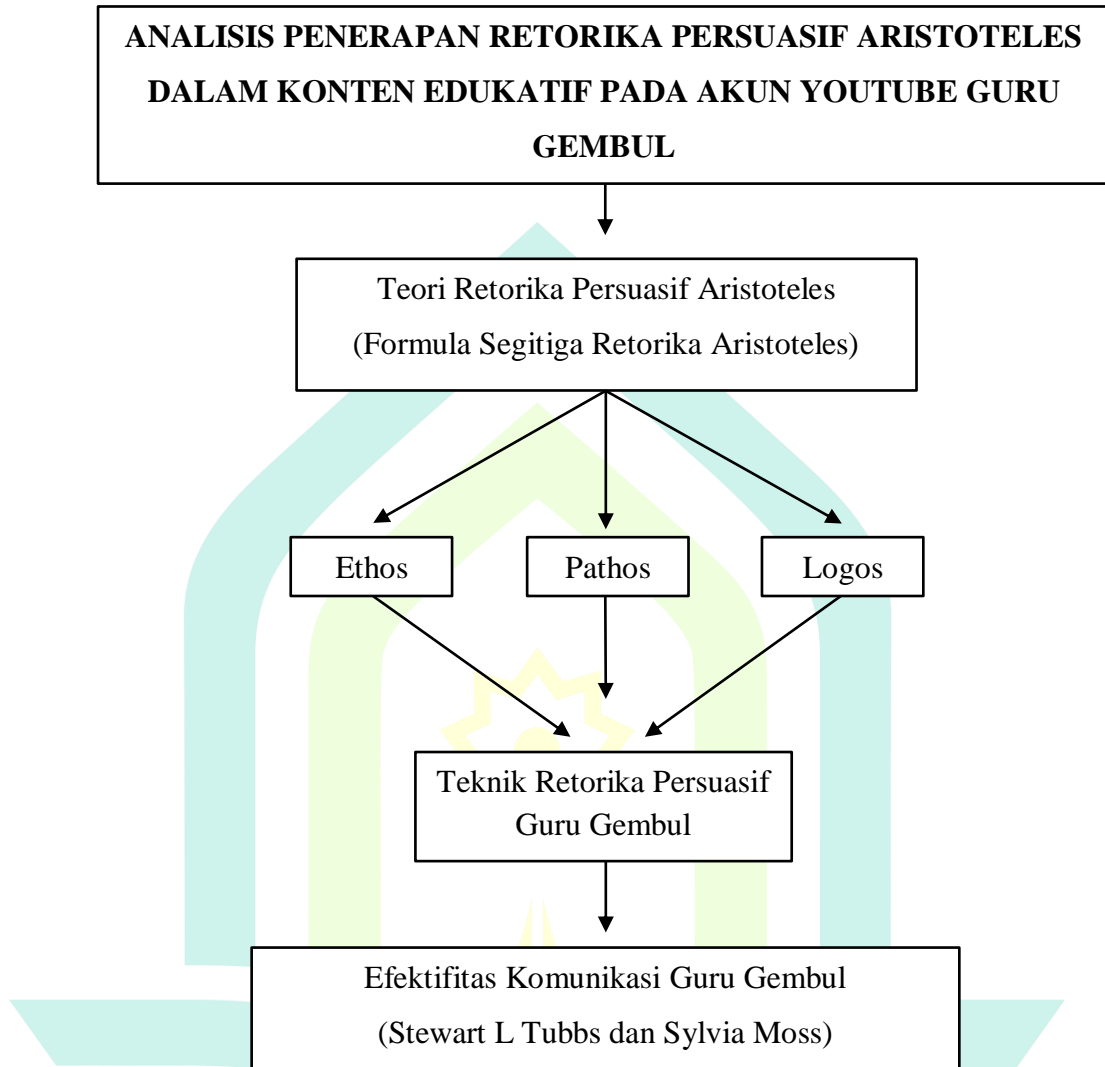 ANALISIS PENERAPAN RETORIKA PERSUASIF ARISTOTELES
DALAM KONTEN EDUKATIF PADA AKUN YOUTUBE GURU
GEMBUL
Teori Retorika Persuasif Aristoteles
(Formula Segitiga Retorika Aristoteles)
Ethos
Pathos
Logos
Teknik Retorika Persuasif
Guru Gembul
Efektifitas Komunikasi Guru Gembul
(Stewart L Tubbs dan Sylvia Moss)